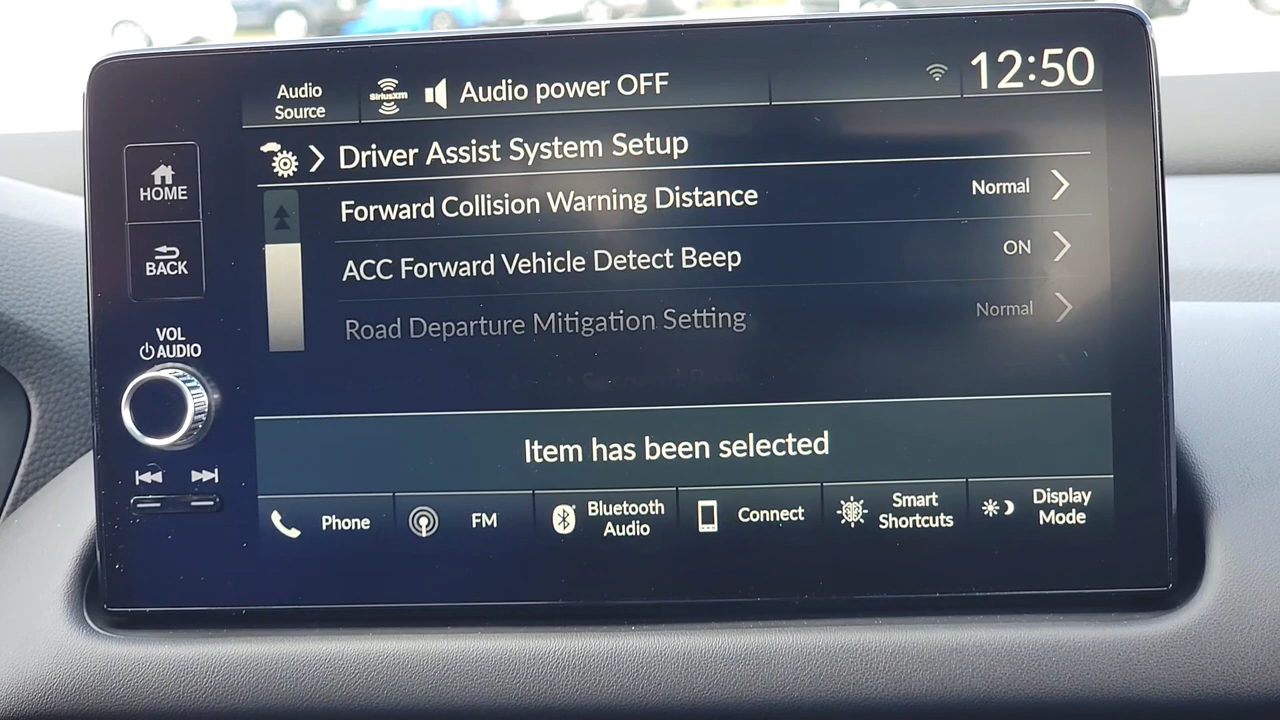 Audio
Source
SiriusXM
Audio power OFF
12:50
HOME
BACK
VOL
AUDIO
Driver Assist System Setup
Forward Collision Warning Distance
Normal
ACC Forward Vehicle Detect Beep
ON
Road Departure Mitigation Setting
Normal
Item has been selected
Phone
FM
Bluetooth
Audio
Connect
Smart
Shortcuts
Display
Mode